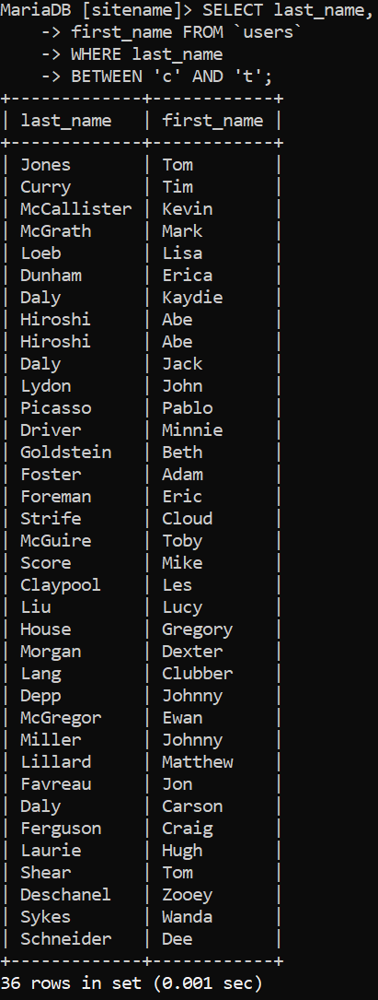 MariaDB [sitename]> SELECT last_name,
    -> first_name FROM `users`
    -> WHERE last_name
    -> BETWEEN 'c' AND 't';
+-------------+------------+
| last_name   | first_name |
+-------------+------------+
| Jones       | Tom        |
| Curry       | Tim        |
| McCallister | Kevin      |
| McGrath     | Mark       |
| Loeb        | Lisa       |
| Dunham      | Erica      |
| Daly        | Kaydie     |
| Hiroshi     | Abe        |
| Hiroshi     | Abe        |
| Daly        | Jack       |
| Lydon       | John       |
| Picasso     | Pablo      |
| Driver      | Minnie     |
| Goldstein   | Beth       |
| Foster      | Adam       |
| Foreman     | Eric       |
| Strife      | Cloud      |
| McGuire     | Toby       |
| Score       | Mike       |
| Claypool    | Les        |
| Liu         | Lucy       |
| House       | Gregory    |
| Morgan      | Dexter     |
| Lang        | Clubber    |
| Depp        | Johnny     |
| McGregor    | Ewan       |
| Miller      | Johnny     |
| Lillard     | Matthew    |
| Favreau     | Jon        |
| Daly        | Carson     |
| Ferguson    | Craig      |
| Laurie      | Hugh       |
| Shear       | Tom        |
| Deschanel   | Zooey      |
| Sykes       | Wanda      |
| Schneider   | Dee        |
+-------------+------------+
36 rows in set (0.001 sec)